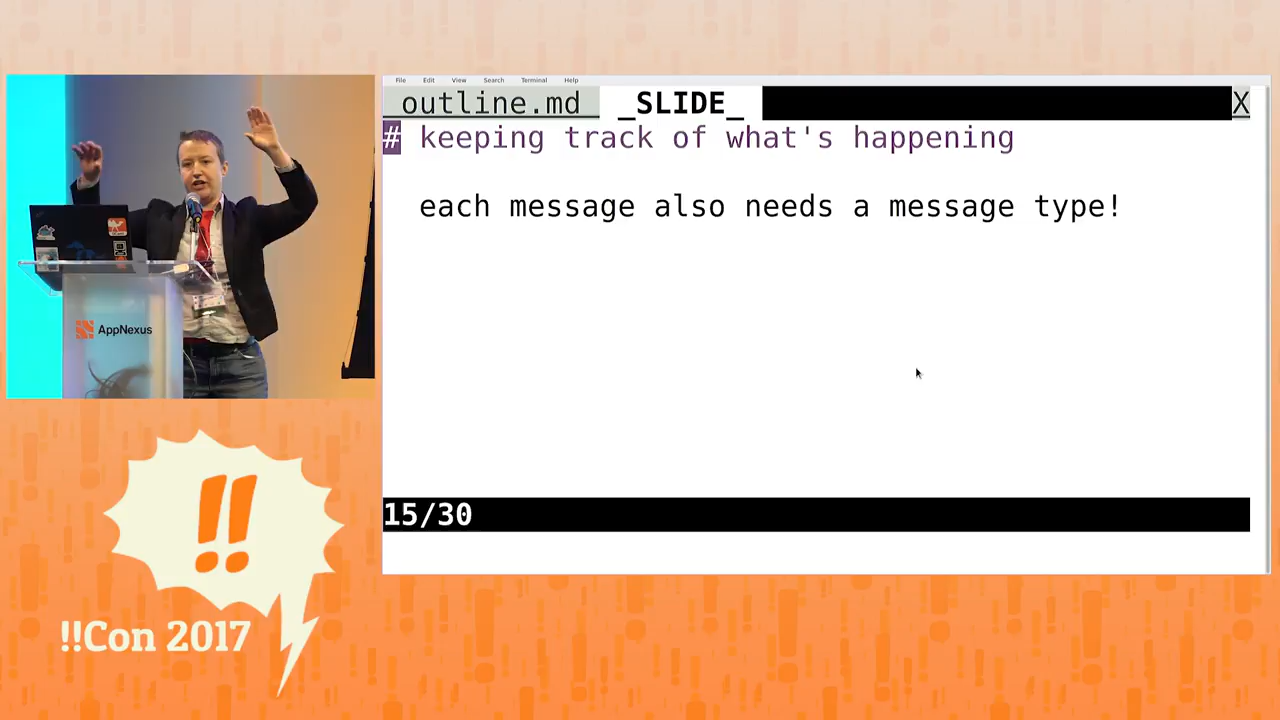 File Edit View Search Terminal Help
outline.md _SLIDE_ X
# keeping track of what's happening
each message also needs a message type!
15/30
AppNexus
!!
!!Con 2017